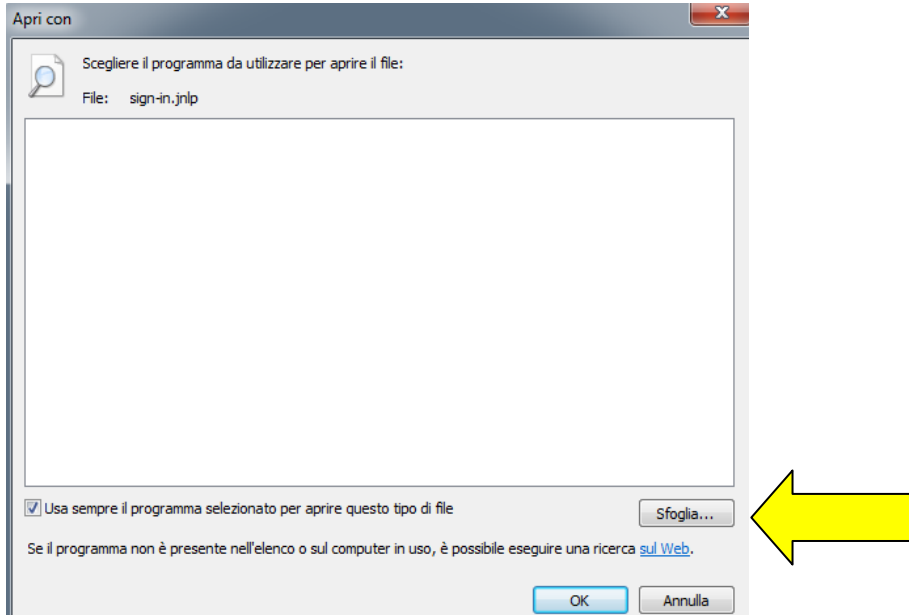 Apri con
Scegliere il programma da utilizzare per aprire il file:
File: sign-in.jnlp
Usa sempre il programma selezionato per aprire questo tipo di file
Sfoglia...
Se il programma non è presente nell'elenco o sul computer in uso, è possibile eseguire una ricerca sul Web.
OK Annulla